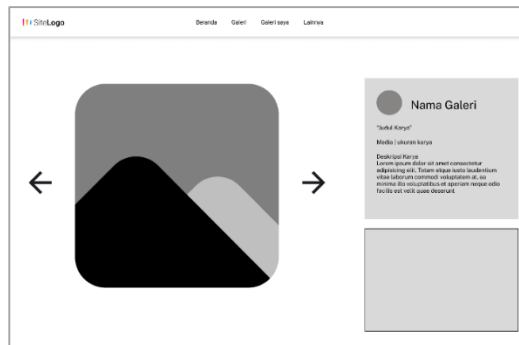 SiteLogo
Beranda Galeri Galeri saya Lainnya
Nama Galeri
"Judul Karya"
Media | ukuran karya
Deskripsi Karya
Lorem ipsum dolor sit amet consectetur
adipisicing elit. Totam atque iusto laudantium
vitae laborum commodi voluptatem at, ea
minima illo voluptatibus et aperiam neque odio
facilis est velit quae deserunt